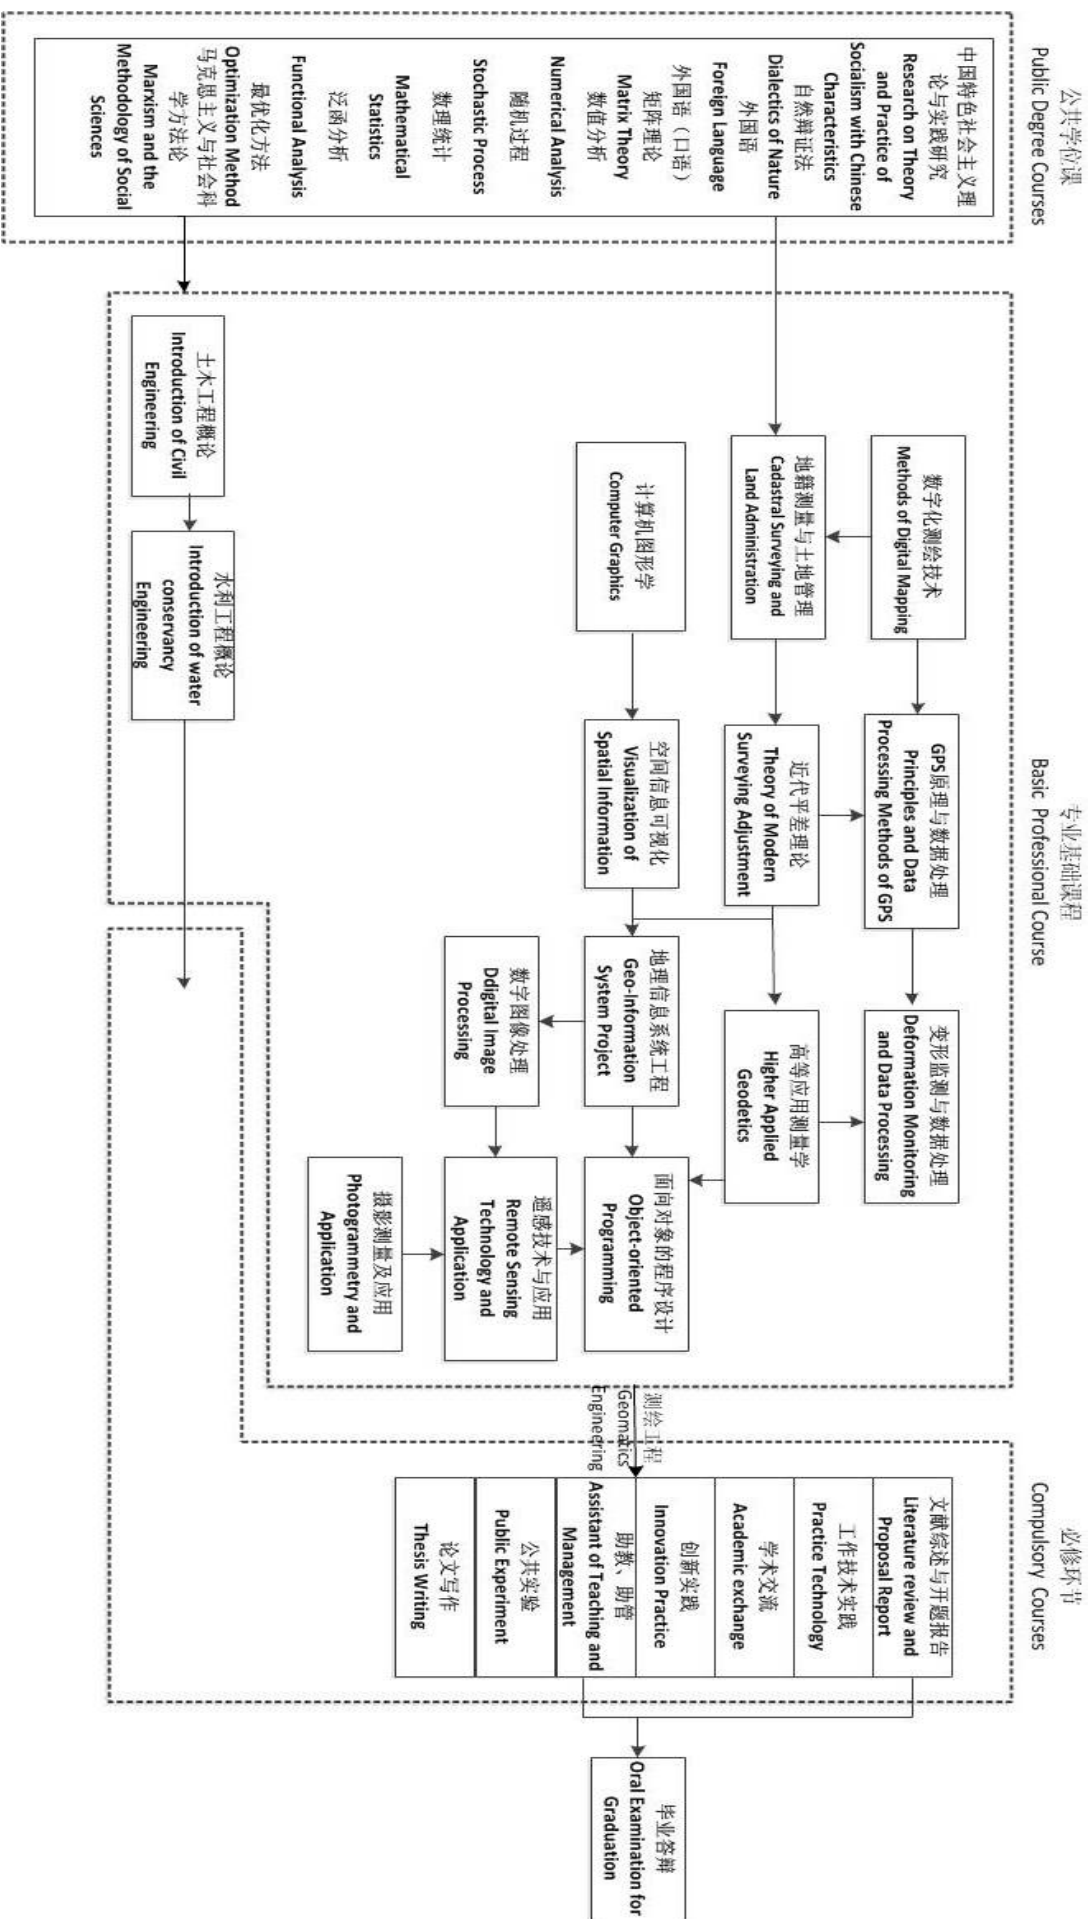 公共学位课
Public Degree Courses
中国特色社会主义理
论与实践研究
Research on Theory
and Practice of
Socialism with Chinese
Characteristics
自然辩证法
Dialectics of Nature
外国语
Foreign Language
外国语（口语）
矩阵理论
Matrix Theory
数值分析
Numerical Analysis
随机过程
Stochastic Process
数理统计
Mathematical
Statistics
泛函分析
Functional Analysis
最优化方法
Optimization Method
马克思主义与社会科
学方法论
Marxism and the
Methodology of Social
Sciences
专业基础课程
Basic Professional Course
数字化测绘技术
Methods of Digital Mapping
GPS原理与数据处理
Principles and Data
Processing Methods of GPS
变形监测与数据处理
Deformation Monitoring
and Data Processing
地籍测量与土地管理
Cadastral Surveying and
Land Administration
近代平差理论
Theory of Modern
Surveying Adjustment
高等应用测量学
Higher Applied
Geodetics
计算机图形学
Computer Graphics
空间信息可视化
Visualization of
Spatial Information
地理信息系统工程
Geo-Information
System Project
面向对象的程序设计
Object-oriented
Programming
数字图像处理
Ddigital Image
Processing
遥感技术与应用
Remote Sensing
Technology and
Application
摄影测量及应用
Photogrammetry and
Application
土木工程概论
Introduction of Civil
Engineering
水利工程概论
Introduction of water
conservancy
Engineering
测绘工程
Geomatics
Engineering
必修环节
Compulsory Courses
文献综述与开题报告
Literature review and
Proposal Report
工作技术实践
Practice Technology
学术交流
Academic exchange
创新实践
Innovation Practice
助教、助管
Assistant of Teaching and
Management
公共实验
Public Experiment
论文写作
Thesis Writing
毕业答辩
Oral Examination for
Graduation